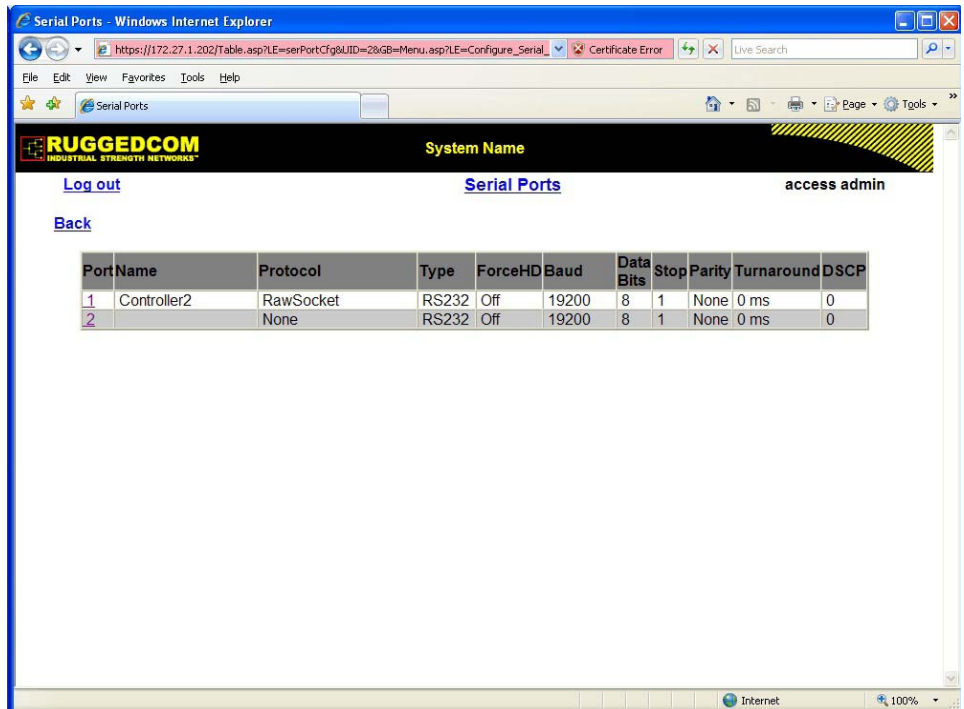 Serial Ports - Windows Internet Explorer
https://172.27.1.202/Table.asp?LE=serPortCfg&UID=2&GB=Menu.asp?LE=Configure_Serial_ Certificate Error Live Search
File Edit View Favorites Tools Help
Serial Ports Page Tools
RUGGEDCOM
INDUSTRIAL STRENGTH NETWORKS™
System Name
Log out Serial Ports access admin
Back
Port Name Protocol Type ForceHD Baud Data Bits Stop Parity Turnaround DSCP
1 Controller2 RawSocket RS232 Off 19200 8 1 None 0 ms 0
2 None RS232 Off 19200 8 1 None 0 ms 0
Internet 100%